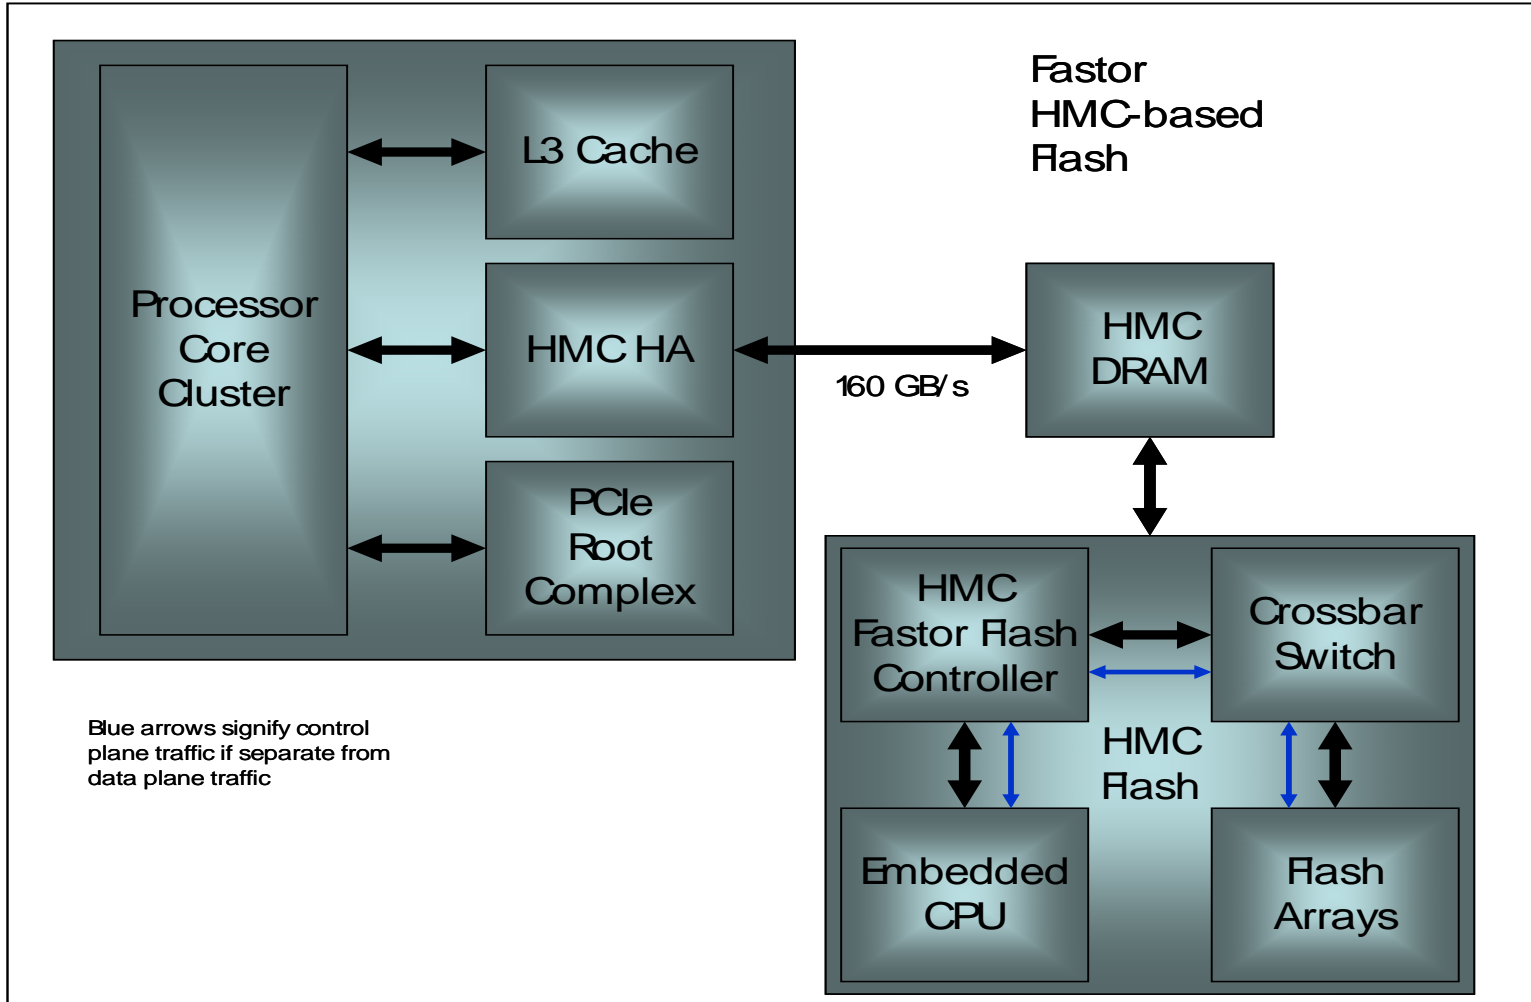 Fastor
HMC-based
Flash
L3 Cache
Processor
Core
Cluster
HMC HA
160 GB/s
HMC
DRAM
PCIe
Root
Complex
HMC
Fastor Flash
Controller
Crossbar
Switch
HMC
Flash
Embedded
CPU
Flash
Arrays
Blue arrows signify control
plane traffic if separate from
data plane traffic